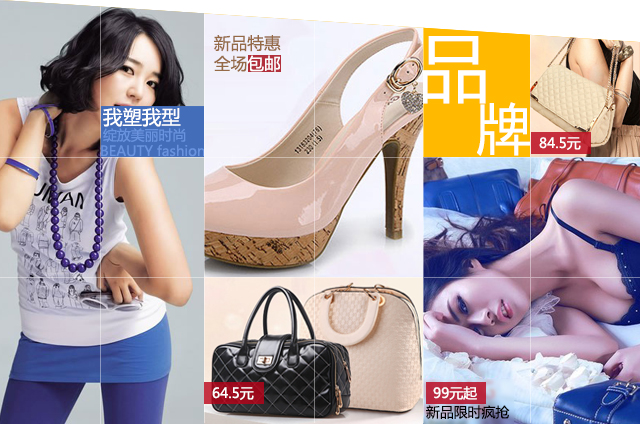 我塑我型
绽放美丽时尚
BEAUTY fashion
新品特惠
全场包邮
品
牌
84.5元
64.5元
99元起
新品限时疯抢